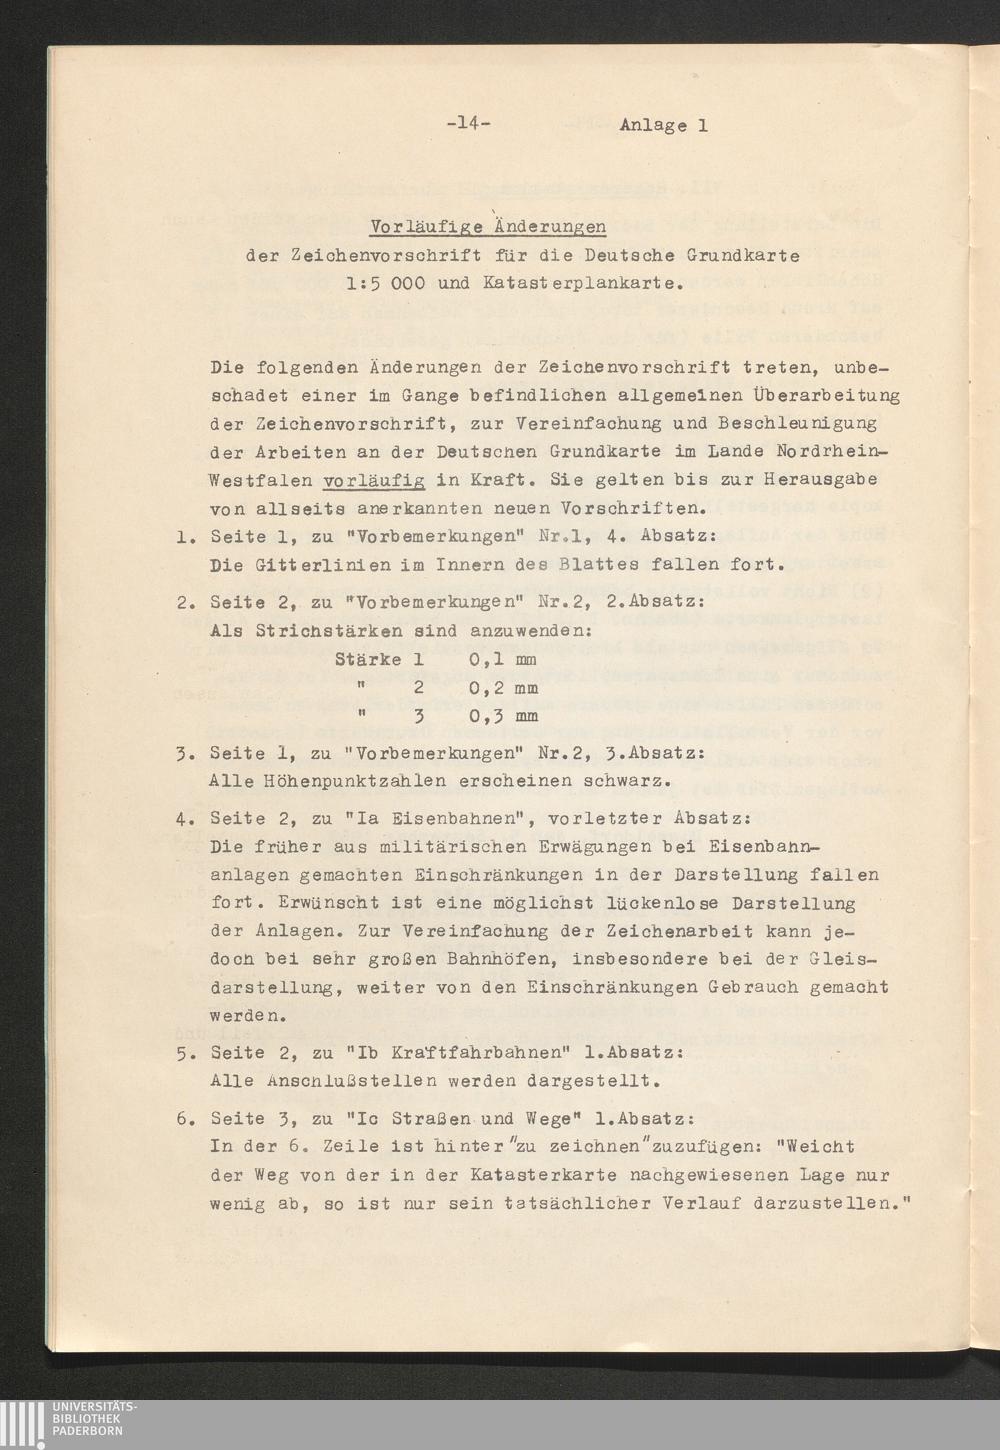 -14- Anlage 1
Vorläufige Änderungen
der Zeichenvorschrift für die Deutsche Grundkarte
1:5 000 und Katasterplankarte.
Die folgenden Änderungen der Zeichenvorschrift treten, unbe-
schadet einer im Gange befindlichen allgemeinen Überarbeitung
der Zeichenvorschrift, zur Vereinfachung und Beschleunigung
der Arbeiten an der Deutschen Grundkarte im Lande Nordrhein-
Westfalen vorläufig in Kraft. Sie gelten bis zur Herausgabe
von allseits anerkannten neuen Vorschriften.
1. Seite 1, zu "Vorbemerkungen" Nr.1, 4. Absatz:
Die Gitterlinien im Innern des Blattes fallen fort.
2. Seite 2, zu "Vorbemerkungen" Nr.2, 2.Absatz:
Als Strichstärken sind anzuwenden:
Stärke 1 0,1 mm
" 2 0,2 mm
" 3 0,3 mm
3. Seite 1, zu "Vorbemerkungen" Nr.2, 3.Absatz:
Alle Höhenpunktzahlen erscheinen schwarz.
4. Seite 2, zu "Ia Eisenbahnen", vorletzter Absatz:
Die früher aus militärischen Erwägungen bei Eisenbahn-
anlagen gemachten Einschränkungen in der Darstellung fallen
fort. Erwünscht ist eine möglichst lückenlose Darstellung
der Anlagen. Zur Vereinfachung der Zeichenarbeit kann je-
doch bei sehr großen Bahnhöfen, insbesondere bei der Gleis-
darstellung, weiter von den Einschränkungen Gebrauch gemacht
werden.
5. Seite 2, zu "Ib Kraftfahrbahnen" 1.Absatz:
Alle Anschlußstellen werden dargestellt.
6. Seite 3, zu "Ic Straßen und Wege" 1.Absatz:
In der 6. Zeile ist hinter "zu zeichnen" zuzufügen: "Weicht
der Weg von der in der Katasterkarte nachgewiesenen Lage nur
wenig ab, so ist nur sein tatsächlicher Verlauf darzustellen."
UNIVERSITÄTS-
BIBLIOTHEK
PADERBORN